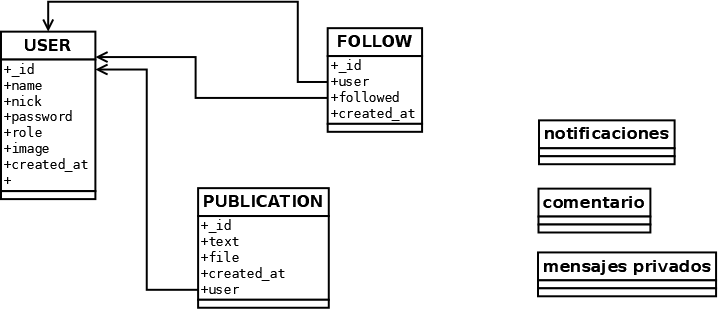 USER
+_id
+name
+nick
+password
+role
+image
+created_at
+
FOLLOW
+_id
+user
+followed
+created_at
PUBLICATION
+_id
+text
+file
+created_at
+user
notificaciones
comentario
mensajes privados